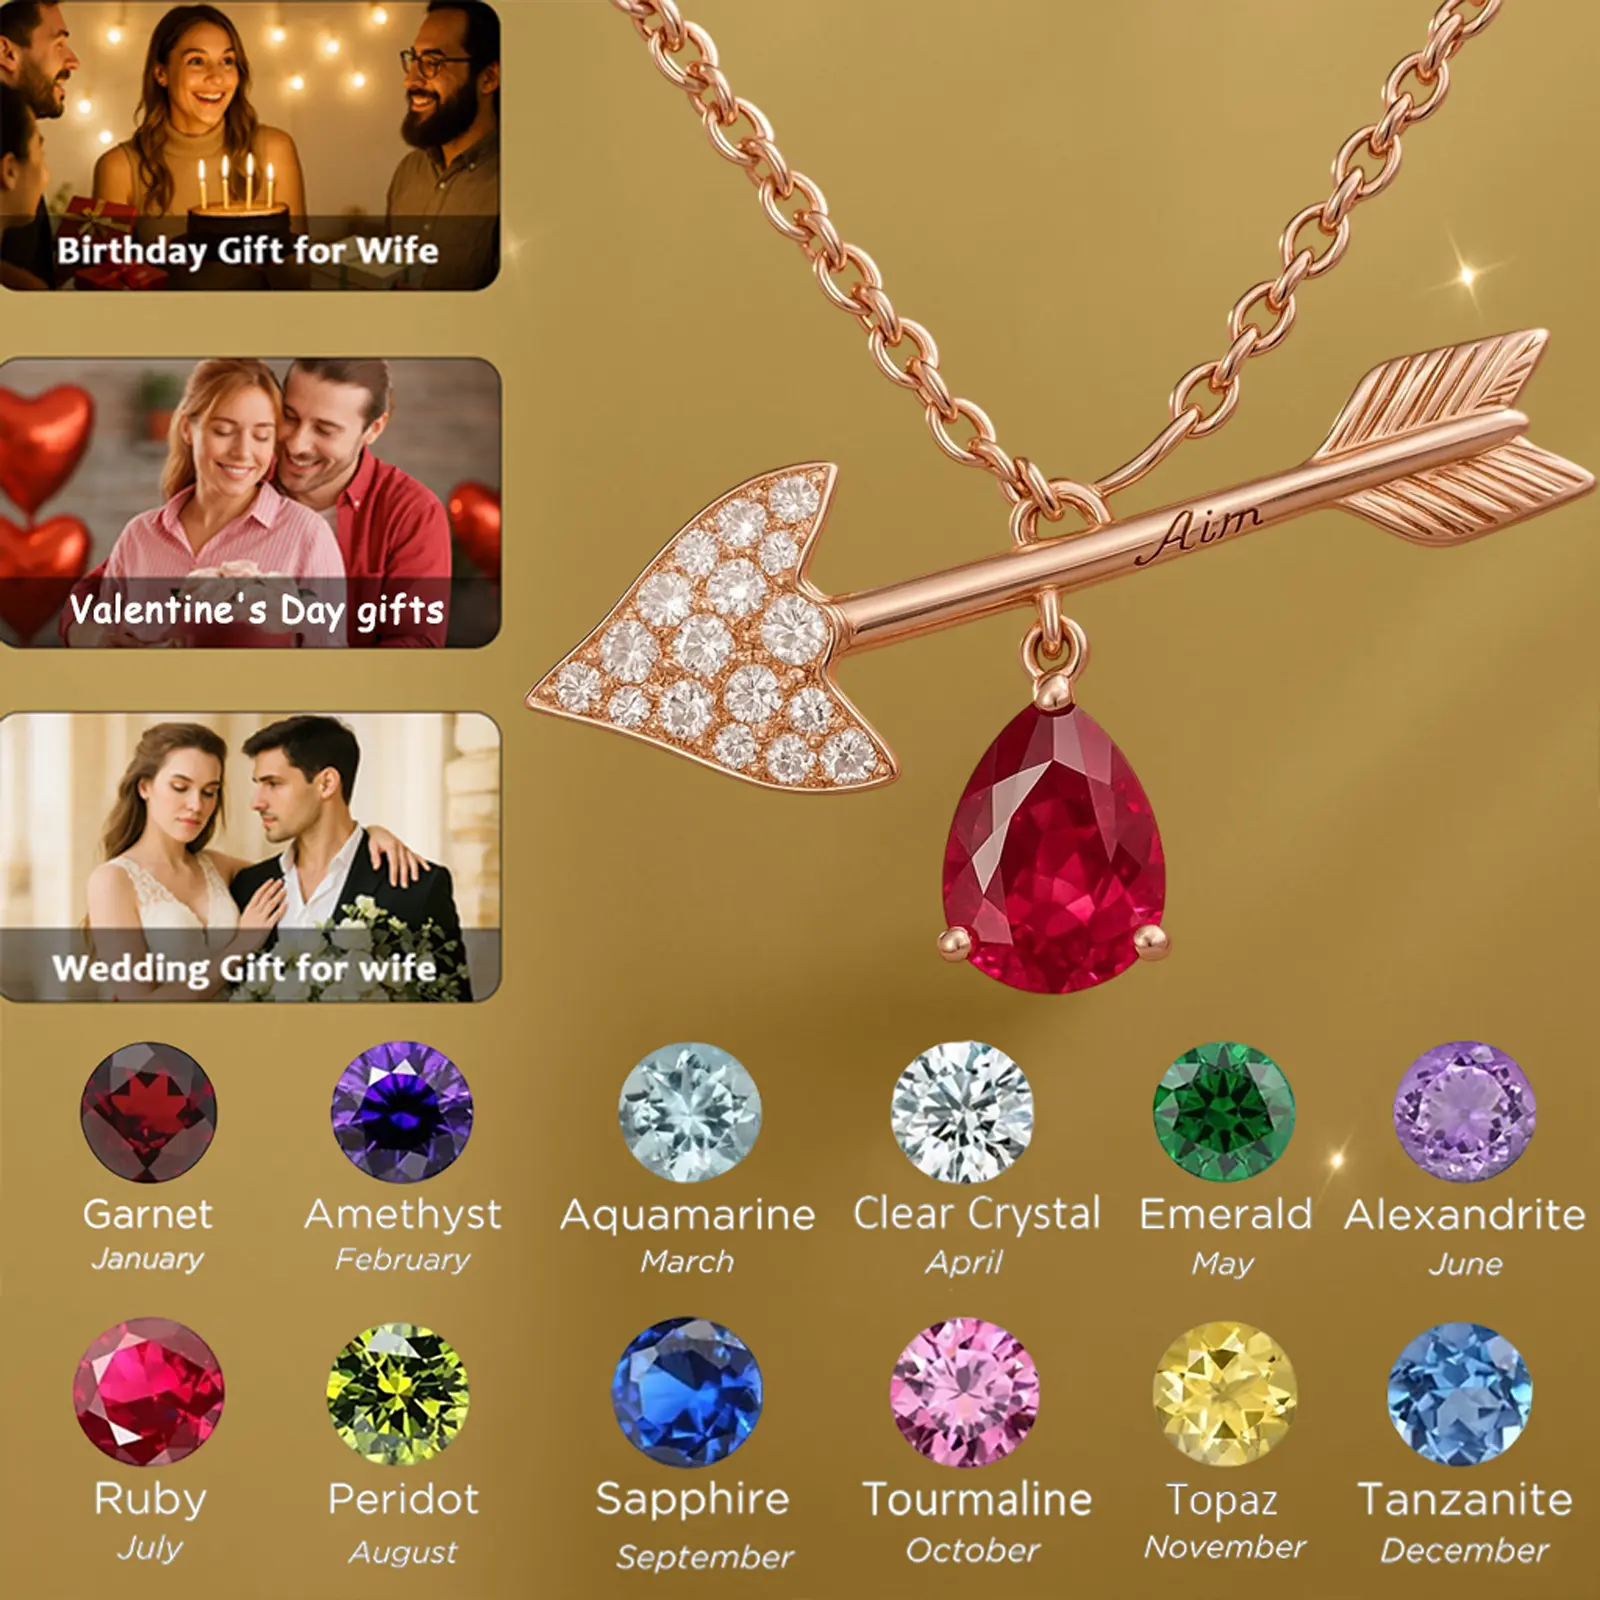 Birthday Gift for Wife
Valentine's Day gifts
Wedding Gift for wife
Aim
Garnet
January
Amethyst
February
Aquamarine
March
Clear Crystal
April
Emerald
May
Alexandrite
June
Ruby
July
Peridot
August
Sapphire
September
Tourmaline
October
Topaz
November
Tanzanite
December